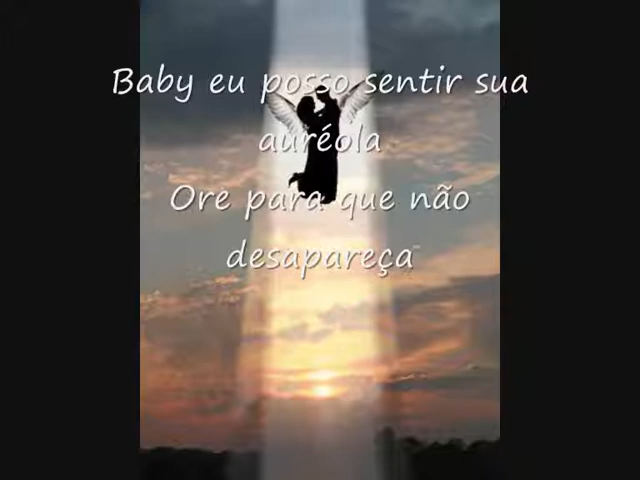 Baby eu posso sentir sua
auréola
Ore para que não
desapareça